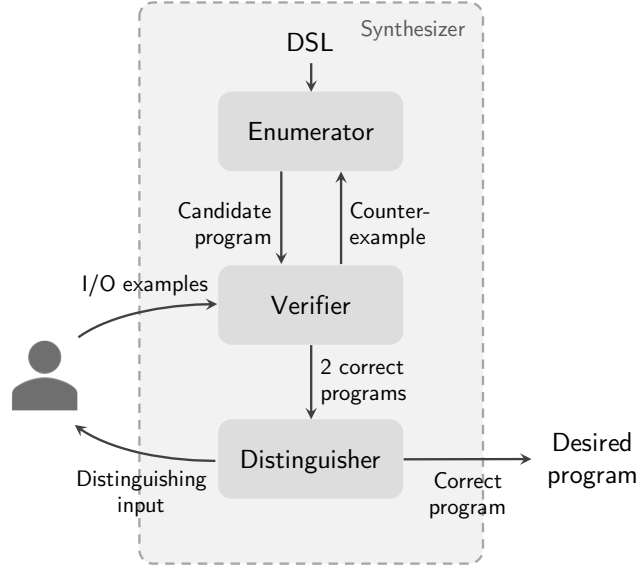 Synthesizer
DSL
Enumerator
Candidate
program
Counter-
example
I/O examples
Verifier
2 correct
programs
Distinguisher
Distinguishing
input
Correct
program
Desired
program